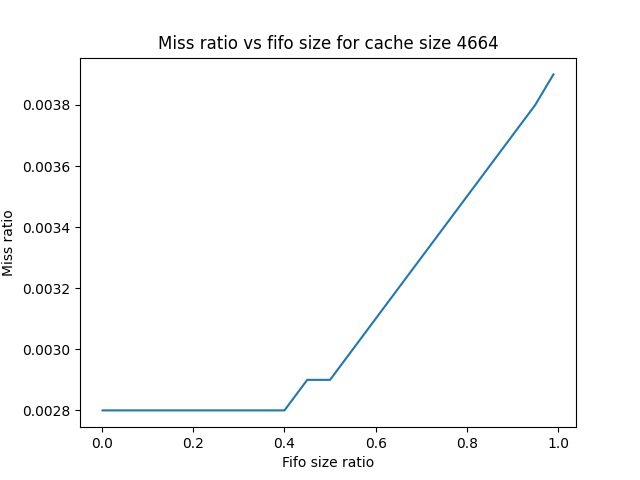 Miss ratio vs fifo size for cache size 4664
0.0038
0.0036
0.0034
0.0032
0.0030
0.0028
Miss ratio
0.0 0.2 0.4 0.6 0.8 1.0
Fifo size ratio